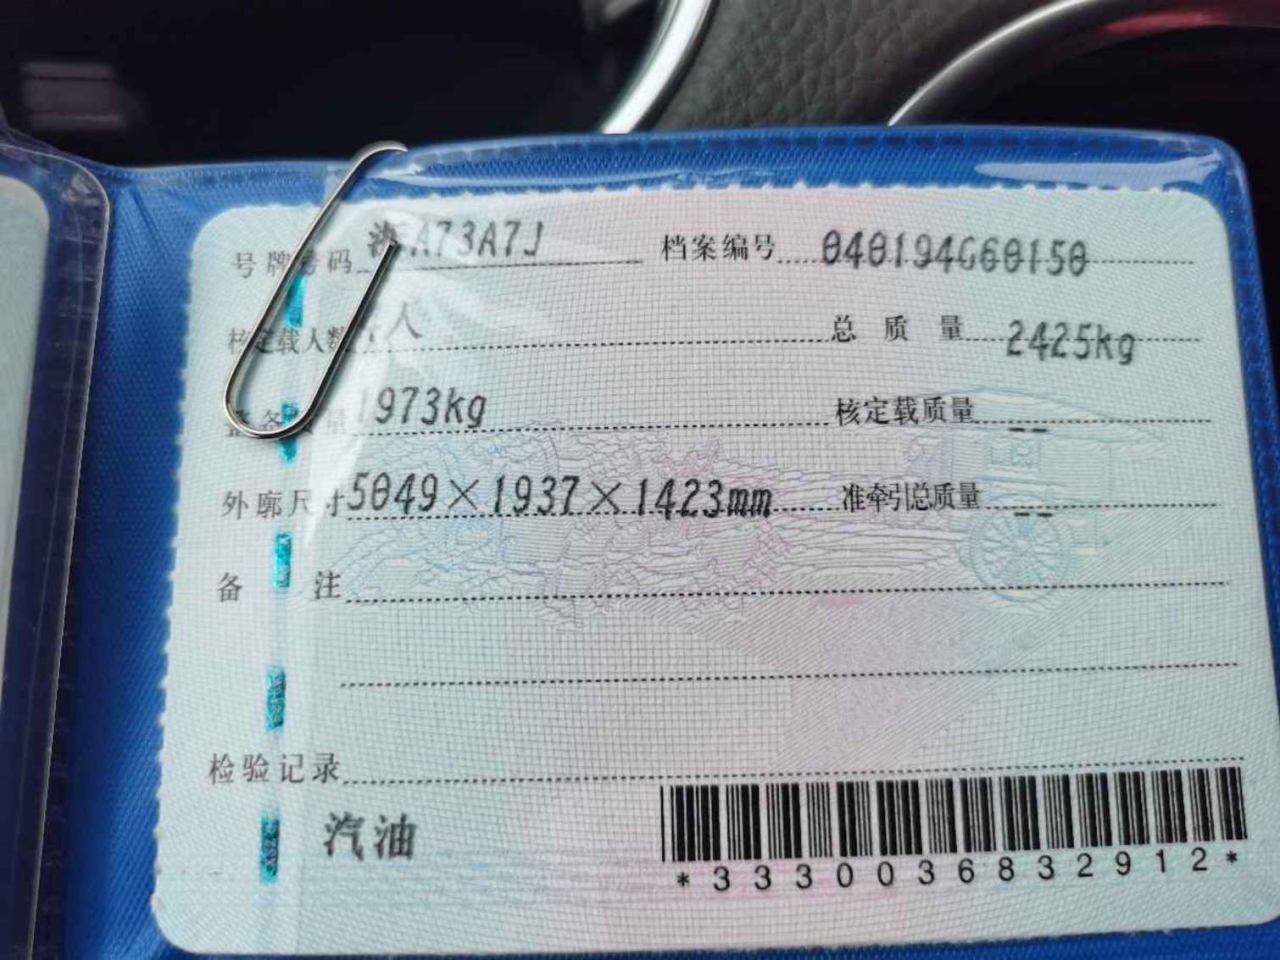 号牌号码 浙A73A7J 档案编号 040194660150
核定载人数 人 总质量 2425kg
整备质量 1973kg 核定载质量 --
外廓尺寸 5049×1937×1423mm 准牵引总质量 --
备注
检验记录
汽油
*3330036832912*